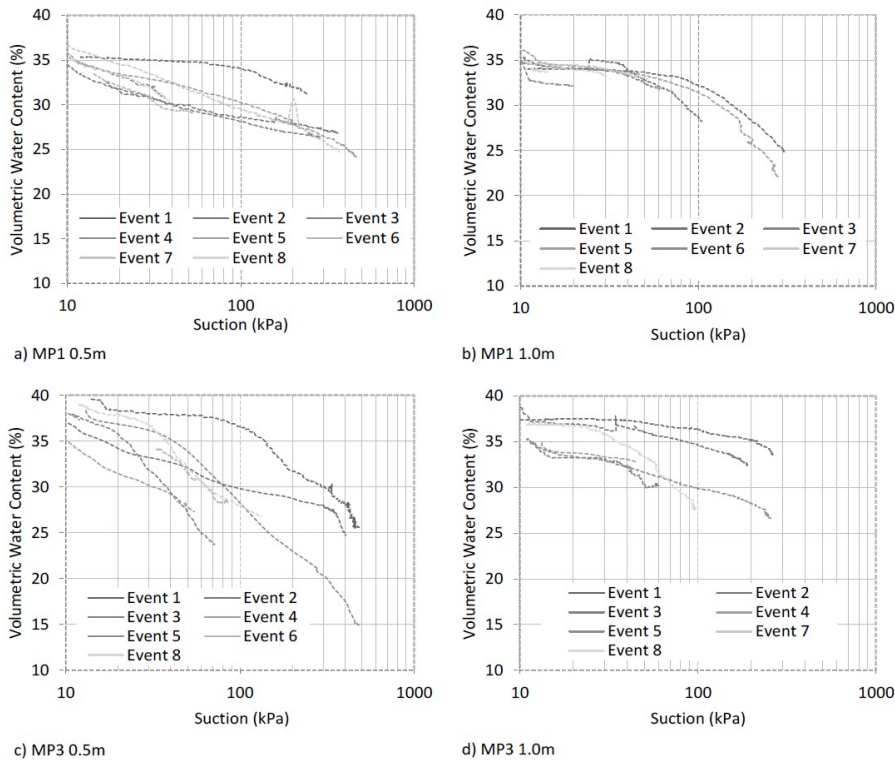 40
35
30
25
20
15
10
Volumetric Water Content (%)
Event 1 Event 2 Event 3
Event 4 Event 5 Event 6
Event 7 Event 8
10 100 1000
Suction (kPa)
a) MP1 0.5m
40
35
30
25
20
15
10
Volumetric Water Content (%)
Event 1 Event 2 Event 3
Event 5 Event 6 Event 7
Event 8
10 100 1000
Suction (kPa)
b) MP1 1.0m
40
35
30
25
20
15
10
Volumetric Water Content (%)
Event 1 Event 2
Event 3 Event 4
Event 5 Event 6
Event 8
10 100 1000
Suction (kPa)
c) MP3 0.5m
40
35
30
25
20
15
10
Volumetric Water Content (%)
Event 1 Event 2
Event 3 Event 4
Event 5 Event 7
Event 8
10 100 1000
Suction (kPa)
d) MP3 1.0m